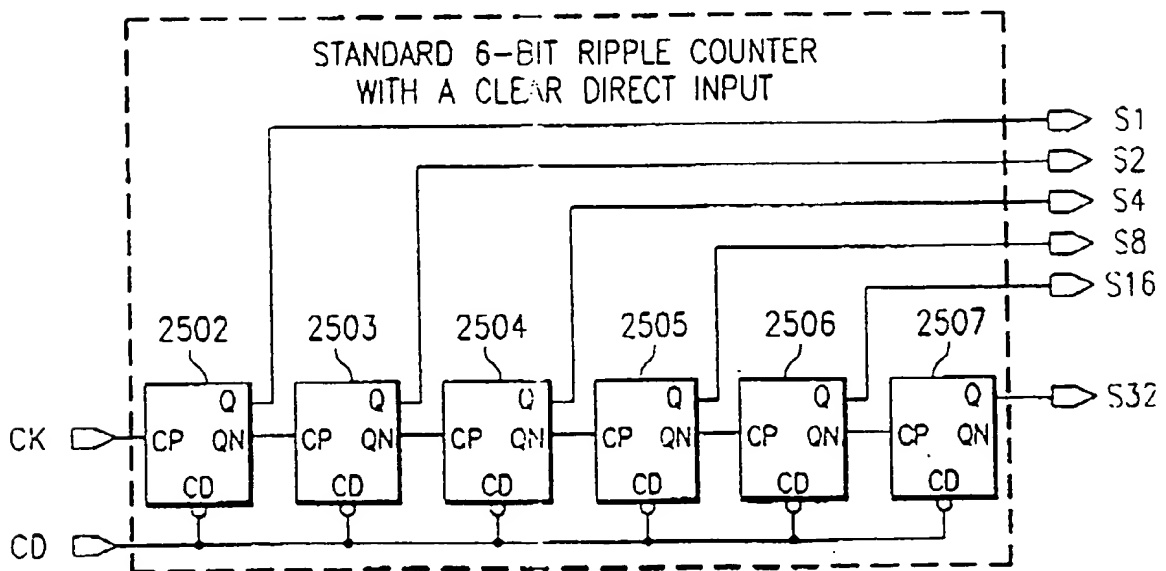 STANDARD 6-BIT RIPPLE COUNTER
WITH A CLEAR DIRECT INPUT
S1
S2
S4
S8
S16
2502 2503 2504 2505 2506 2507
Q Q Q Q Q Q
S32
CK CP QN CP QN CP QN CP QN CP QN CP
CD CD CD CD CD CD
CD